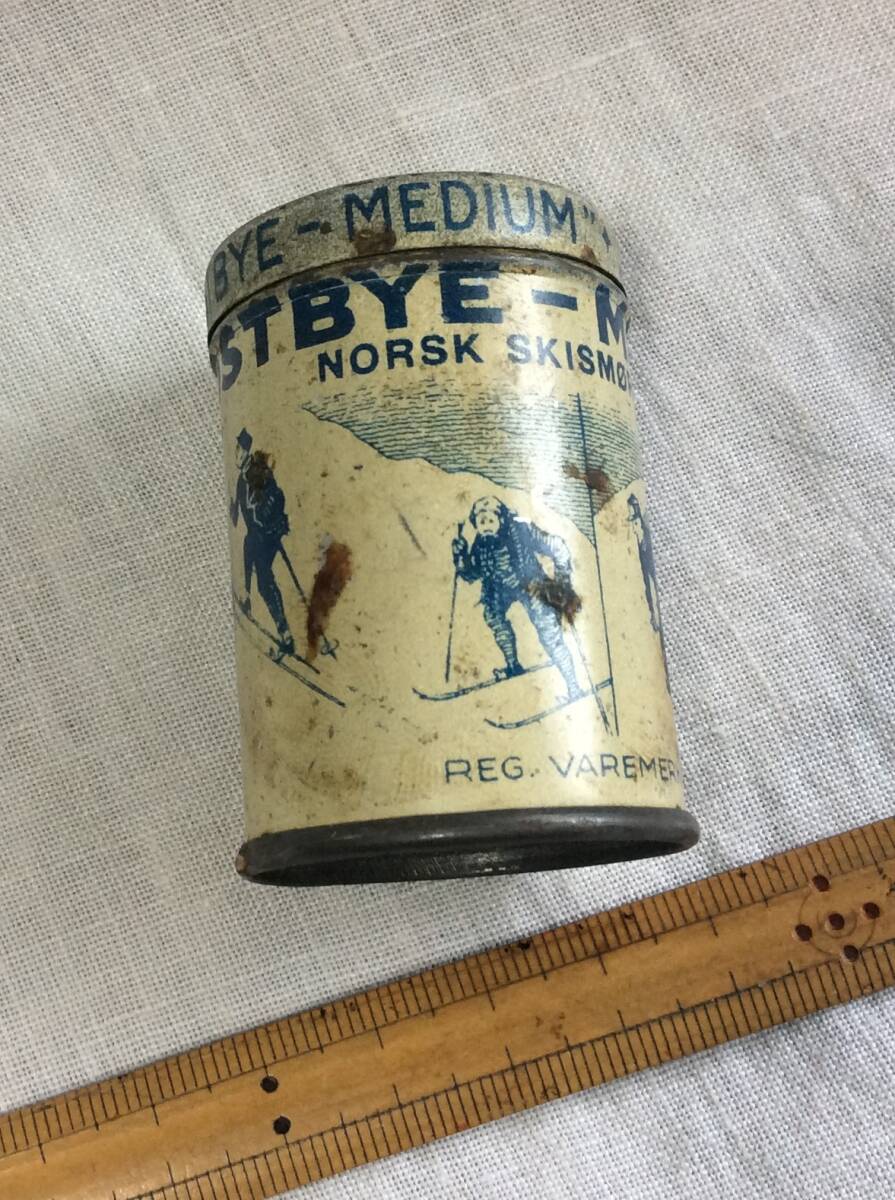 BYE - MEDIUM"
STBYE - M
NORSK SKISMØ
REG. VAREMER